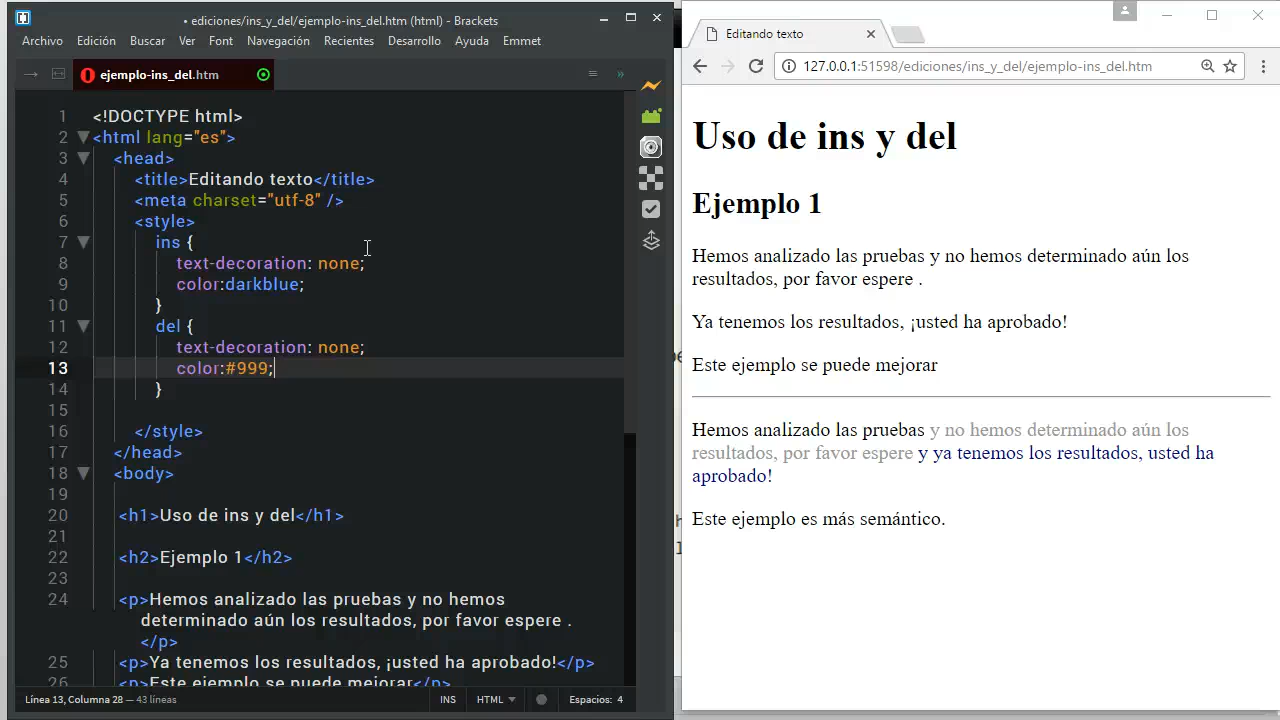 • ediciones/ins_y_del/ejemplo-ins_del.htm (html) - Brackets
Archivo Edición Buscar Ver Font Navegación Recientes Desarrollo Ayuda Emmet
ejemplo-ins_del.htm
1 <!DOCTYPE html>
2 <html lang="es">
3 <head>
4 <title>Editando texto</title>
5 <meta charset="utf-8" />
6 <style>
7 ins {
8 text-decoration: none;
9 color:darkblue;
10 }
11 del {
12 text-decoration: none;
13 color:#999;
14 }
15
16 </style>
17 </head>
18 <body>
19
20 <h1>Uso de ins y del</h1>
21
22 <h2>Ejemplo 1</h2>
23
24 <p>Hemos analizado las pruebas y no hemos
determinado aún los resultados, por favor espere .
</p>
25 <p>Ya tenemos los resultados, ¡usted ha aprobado!</p>
26 <p>Este ejemplo se puede mejorar</p>
Línea 13, Columna 28 — 43 líneas INS HTML Espacios: 4
Editando texto
127.0.0.1:51598/ediciones/ins_y_del/ejemplo-ins_del.htm
Uso de ins y del
Ejemplo 1
Hemos analizado las pruebas y no hemos determinado aún los
resultados, por favor espere .
Ya tenemos los resultados, ¡usted ha aprobado!
Este ejemplo se puede mejorar
Hemos analizado las pruebas y no hemos determinado aún los
resultados, por favor espere y ya tenemos los resultados, usted ha
aprobado!
Este ejemplo es más semántico.